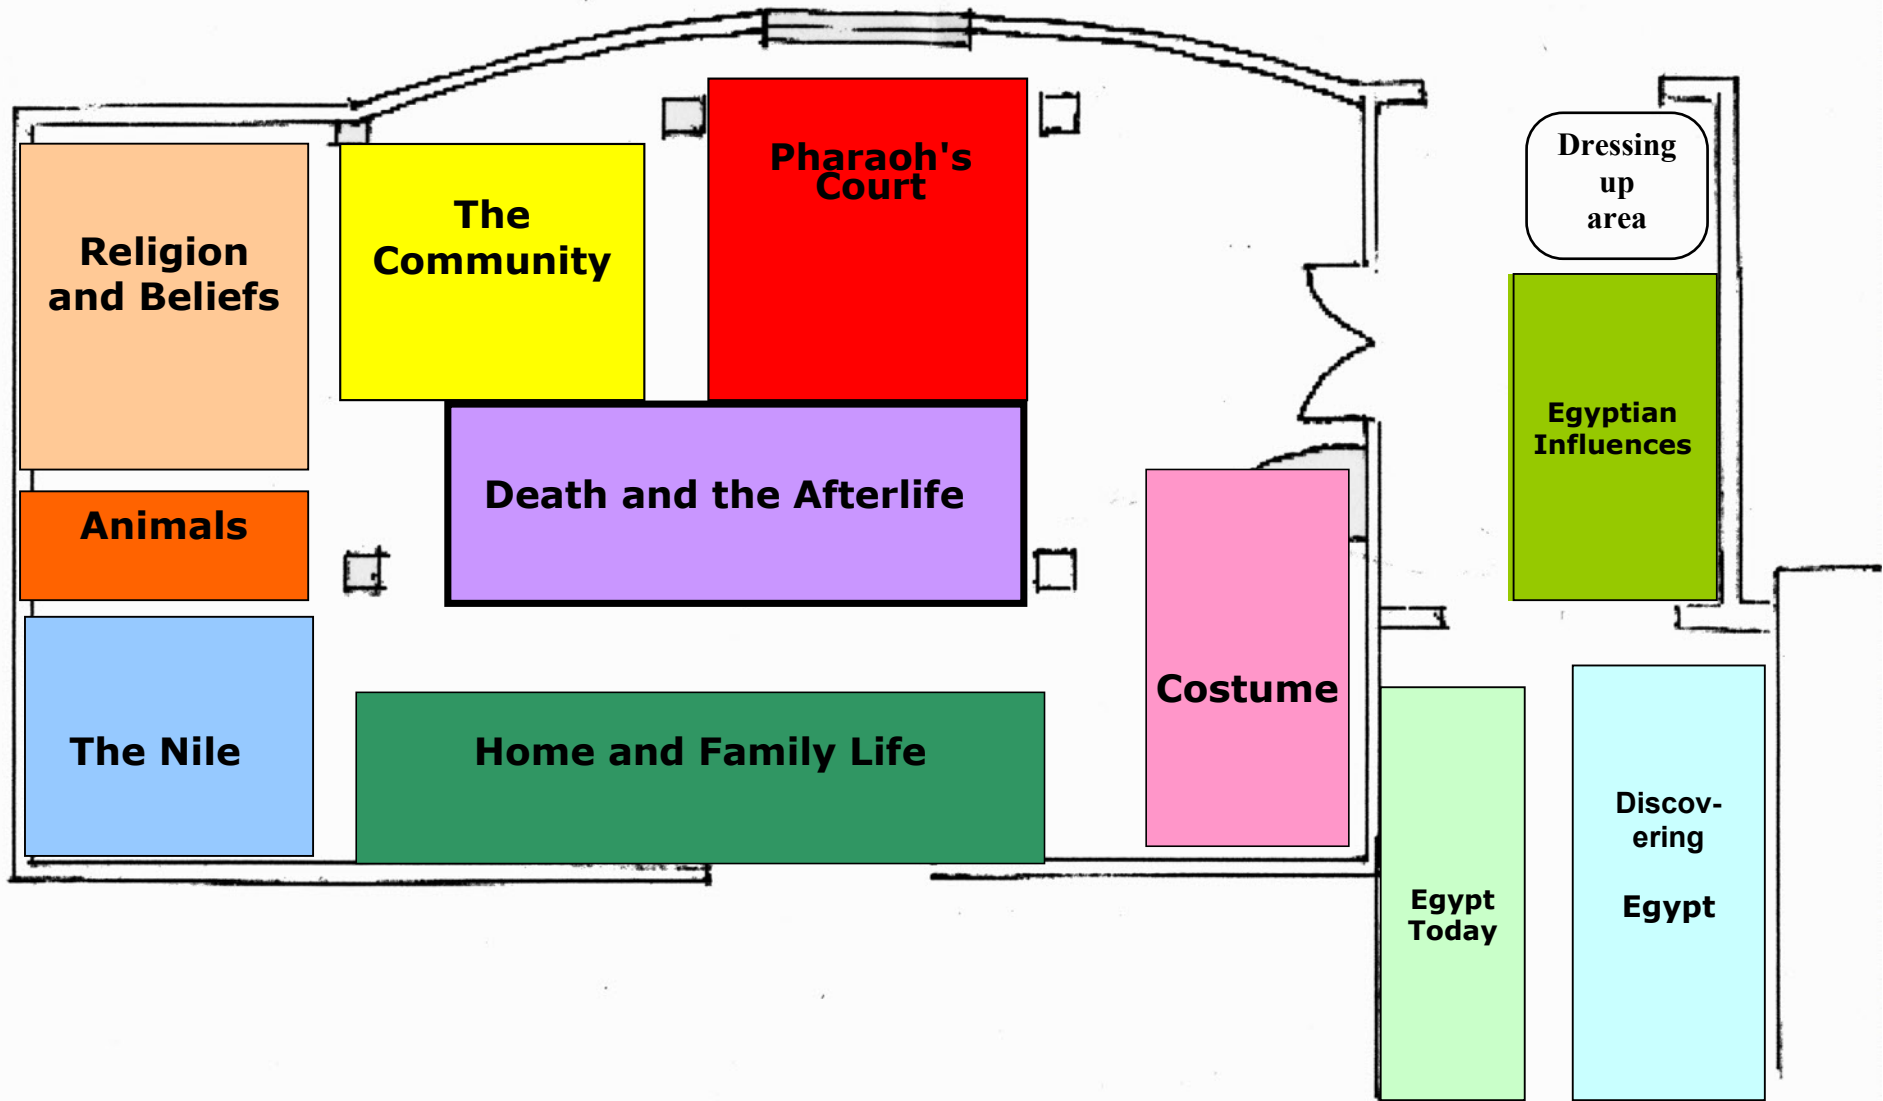 Dressing
up
area
Pharaoh's
Court
The
Community
Religion
and Beliefs
Egyptian
Influences
Death and the Afterlife
Animals
Costume
The Nile
Home and Family Life
Discov-
ering
Egypt
Egypt
Today